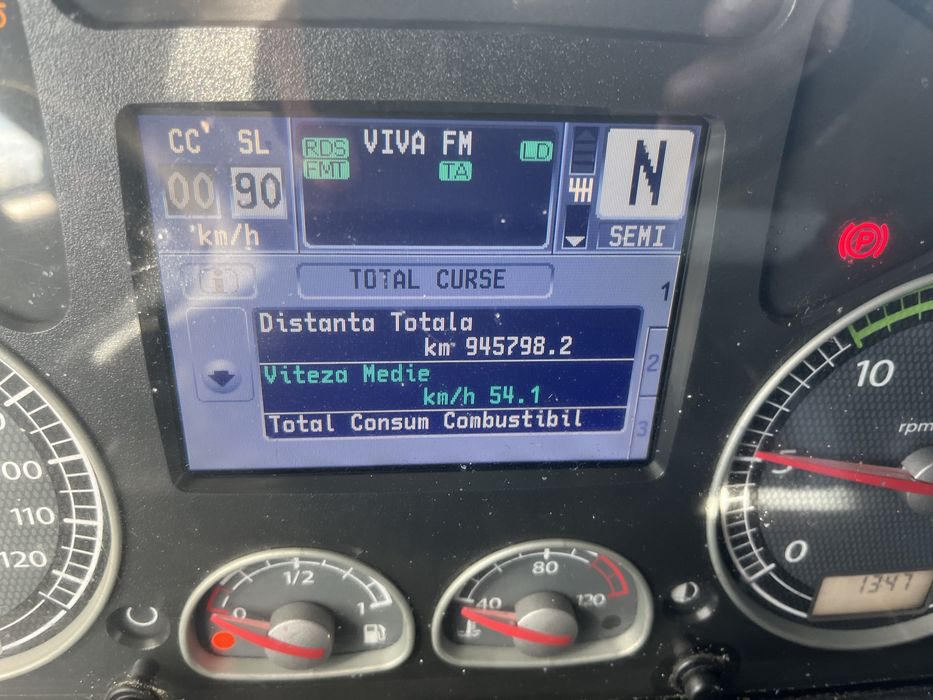 CC SL
00 90
km/h
RDS VIVA FM LD
FMT TA
N
SEMI
TOTAL CURSE
1
Distanta Totala
km 945798.2
2
Viteza Medie
km/h 54.1
Total Consum Combustibil
3
P
10
rpm
5
0
1347
110
120
0 1/2 1
40 80 120